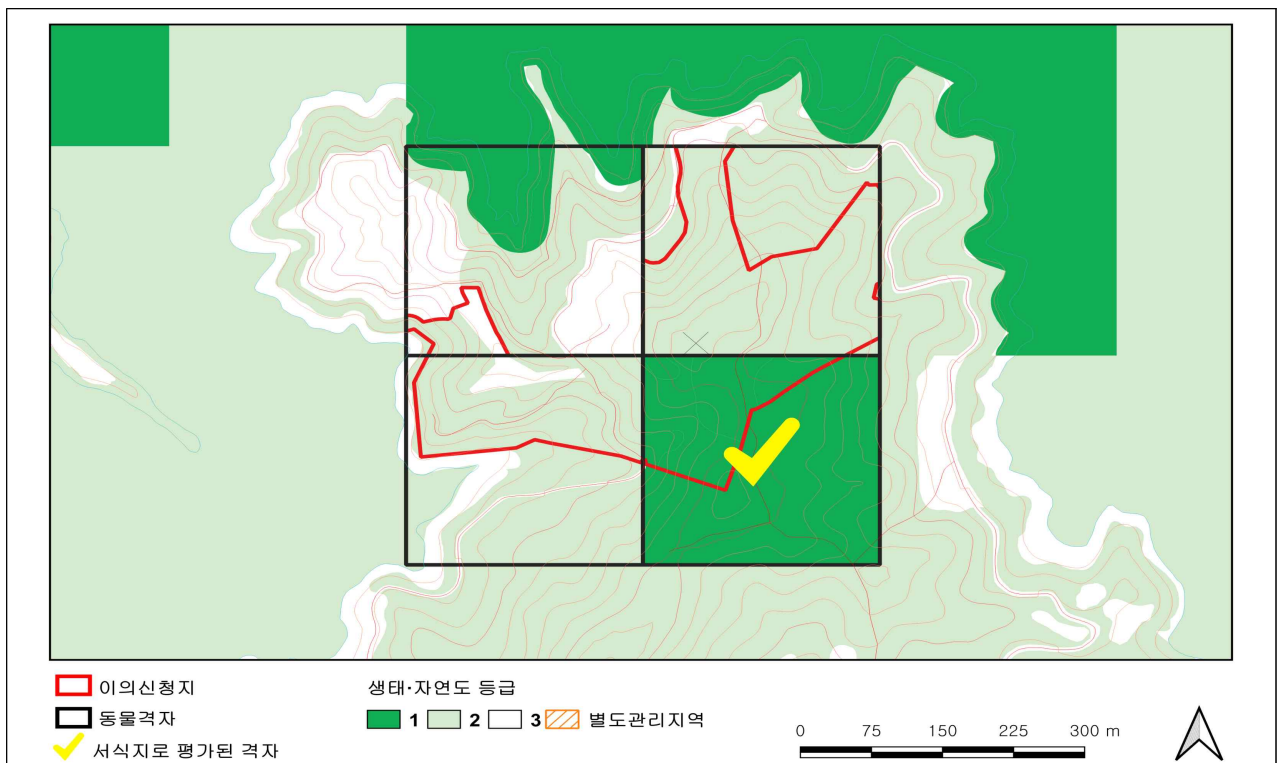 이의신청지
동물격자
서식지로 평가된 격자
생태·자연도 등급
1 2 3 별도관리지역
0 75 150 225 300 m